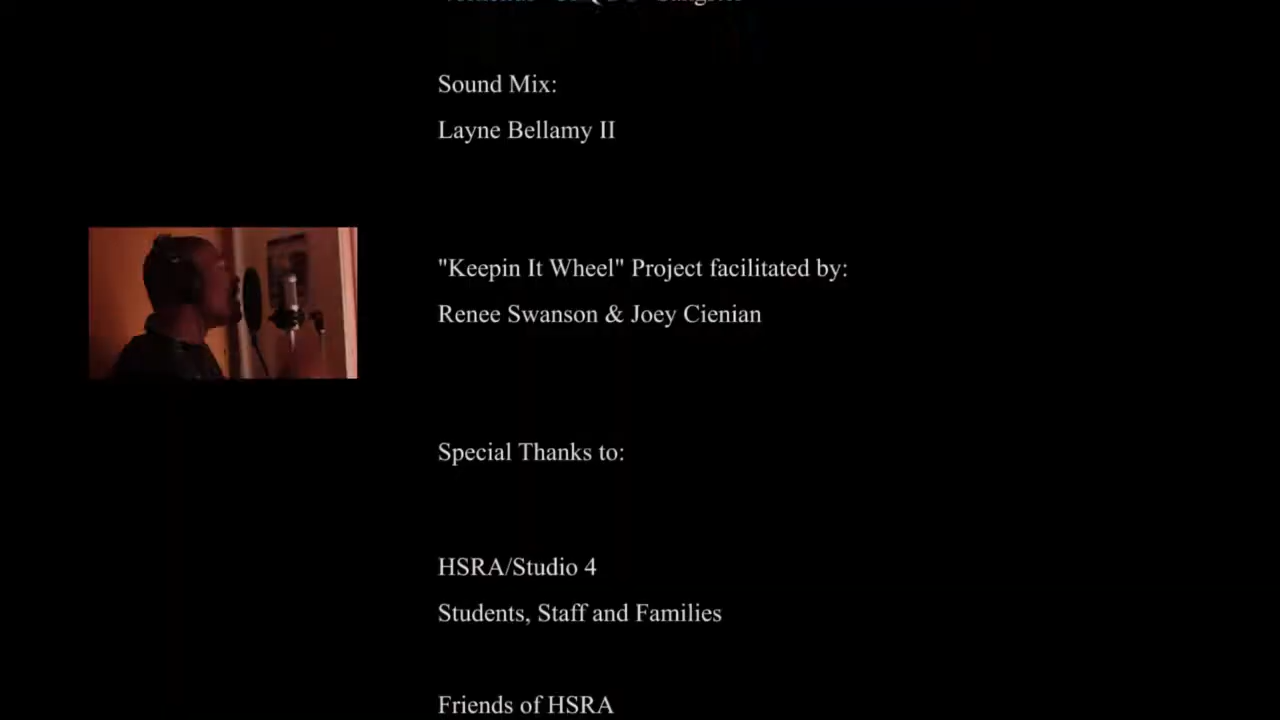 Sound Mix:
Layne Bellamy II
"Keepin It Wheel" Project facilitated by:
Renee Swanson & Joey Cienian
Special Thanks to:
HSRA/Studio 4
Students, Staff and Families
Friends of HSRA